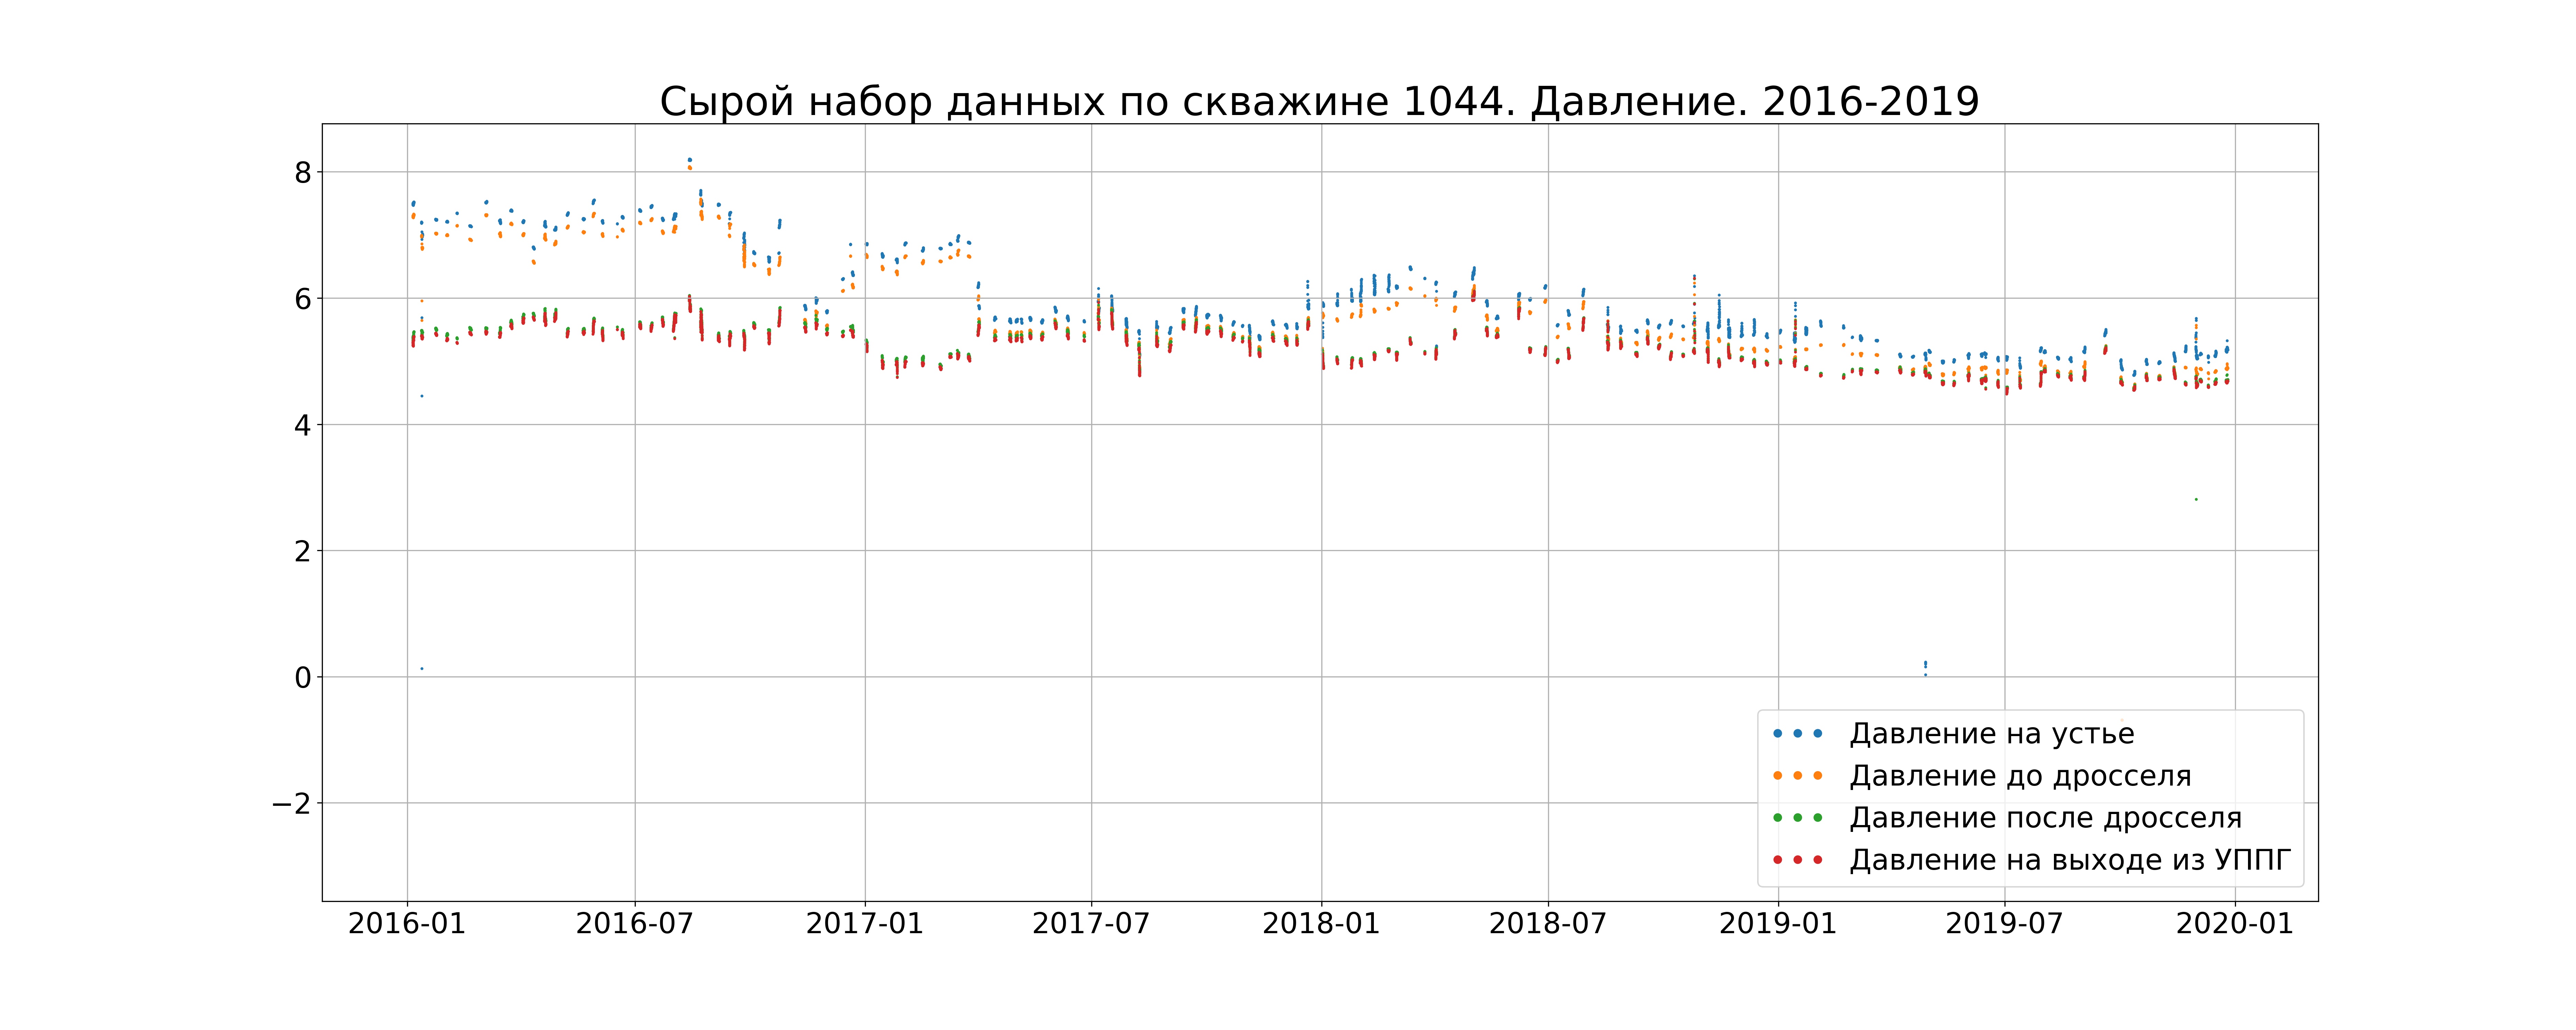 Сырой набор данных по скважине 1044. Давление. 2016-2019
8
6
4
2
0
−2
Давление на устье
Давление до дросселя
Давление после дросселя
Давление на выходе из УППГ
2016-01 2016-07 2017-01 2017-07 2018-01 2018-07 2019-01 2019-07 2020-01